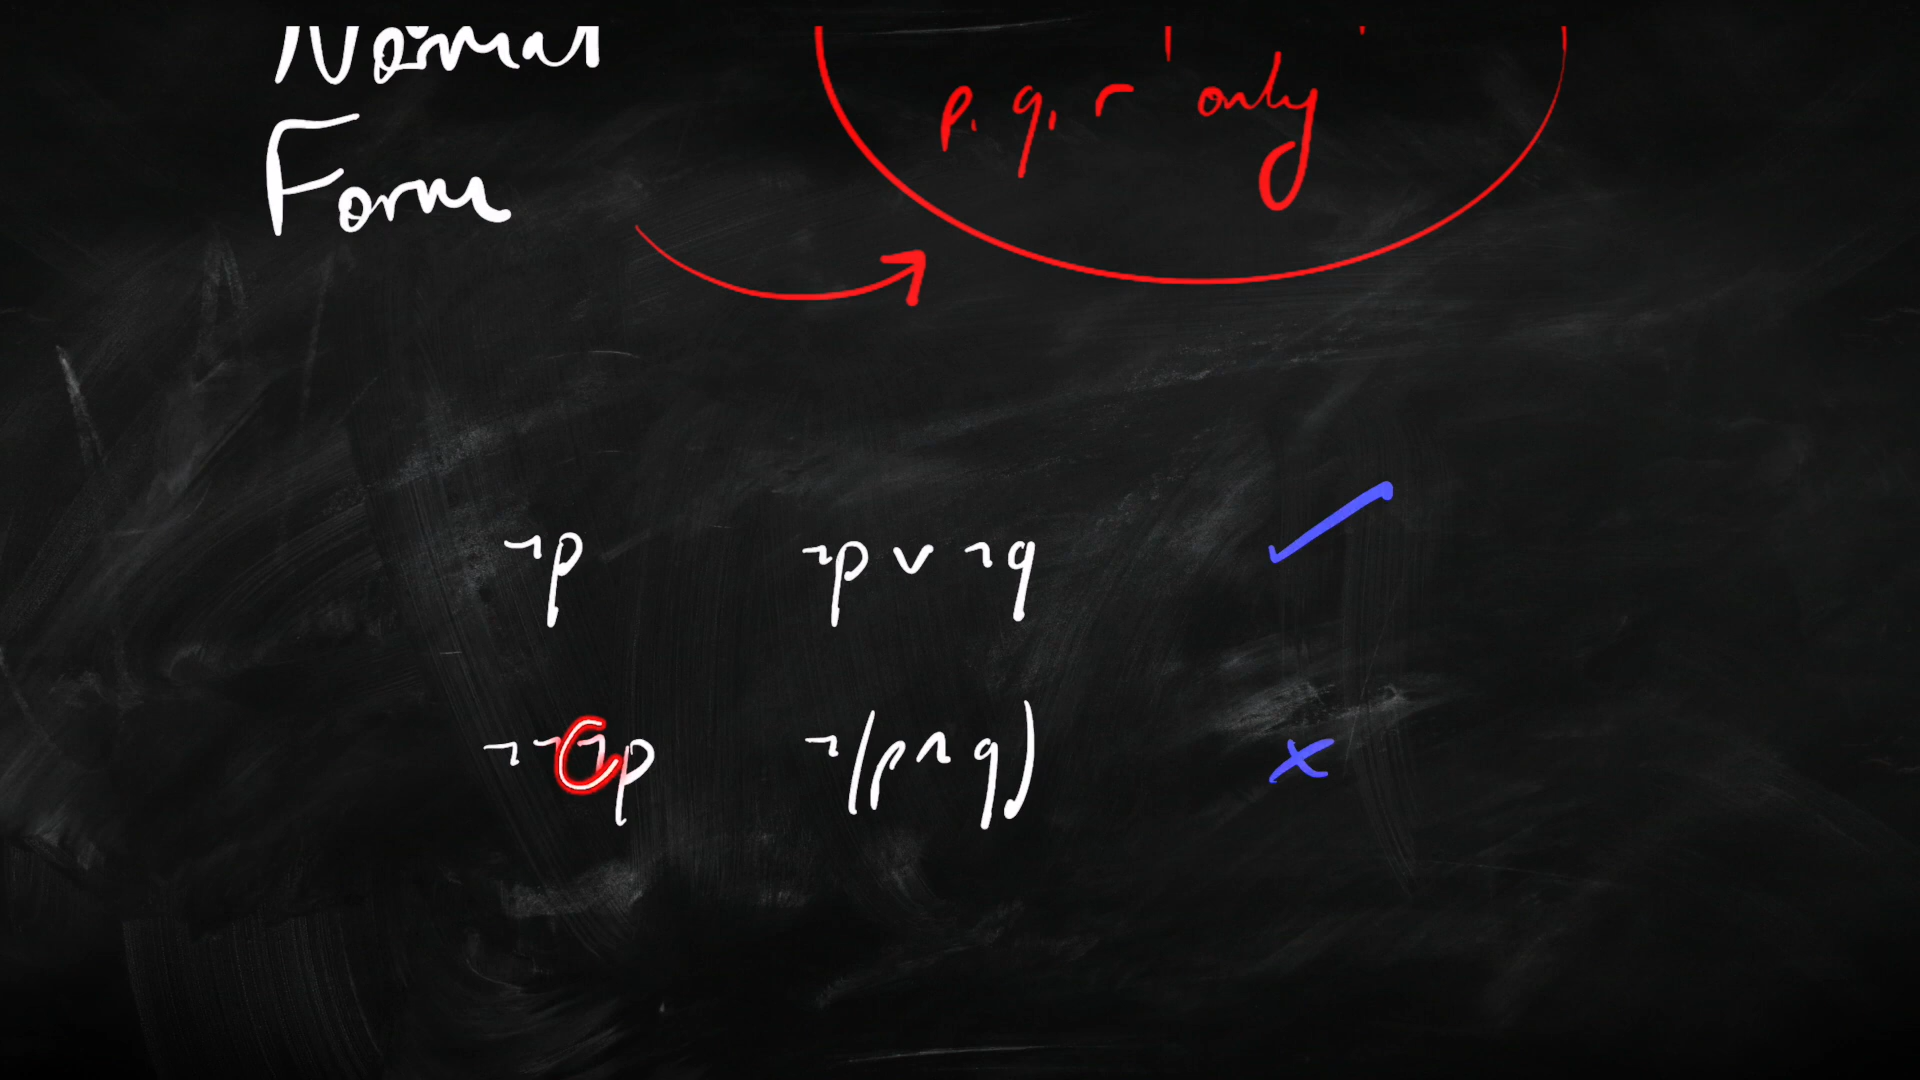 Normal
p, q, r only
Form
¬p ¬p ∨ ¬q ✓
¬¬¬p ¬(p ∧ q) ×